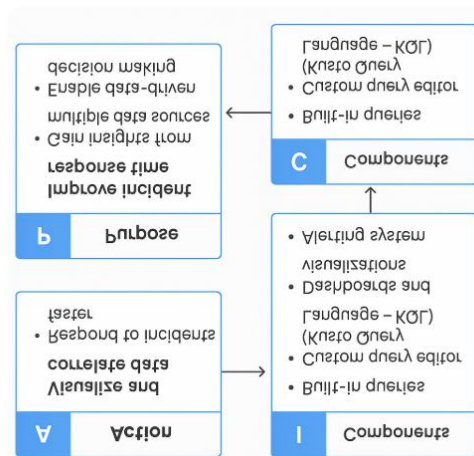 A Action
Visualize and
correlate data
• Respond to incidents
faster
I Components
• Built-in queries
• Custom query editor
(Kusto Query
Language – KQL)
• Dashboards and
visualizations
• Alerting system
P Purpose
Improve incident
response time
• Gain insights from
multiple data sources
• Enable data-driven
decision making
C Components
• Built-in queries
• Custom query editor
(Kusto Query
Language – KQL)